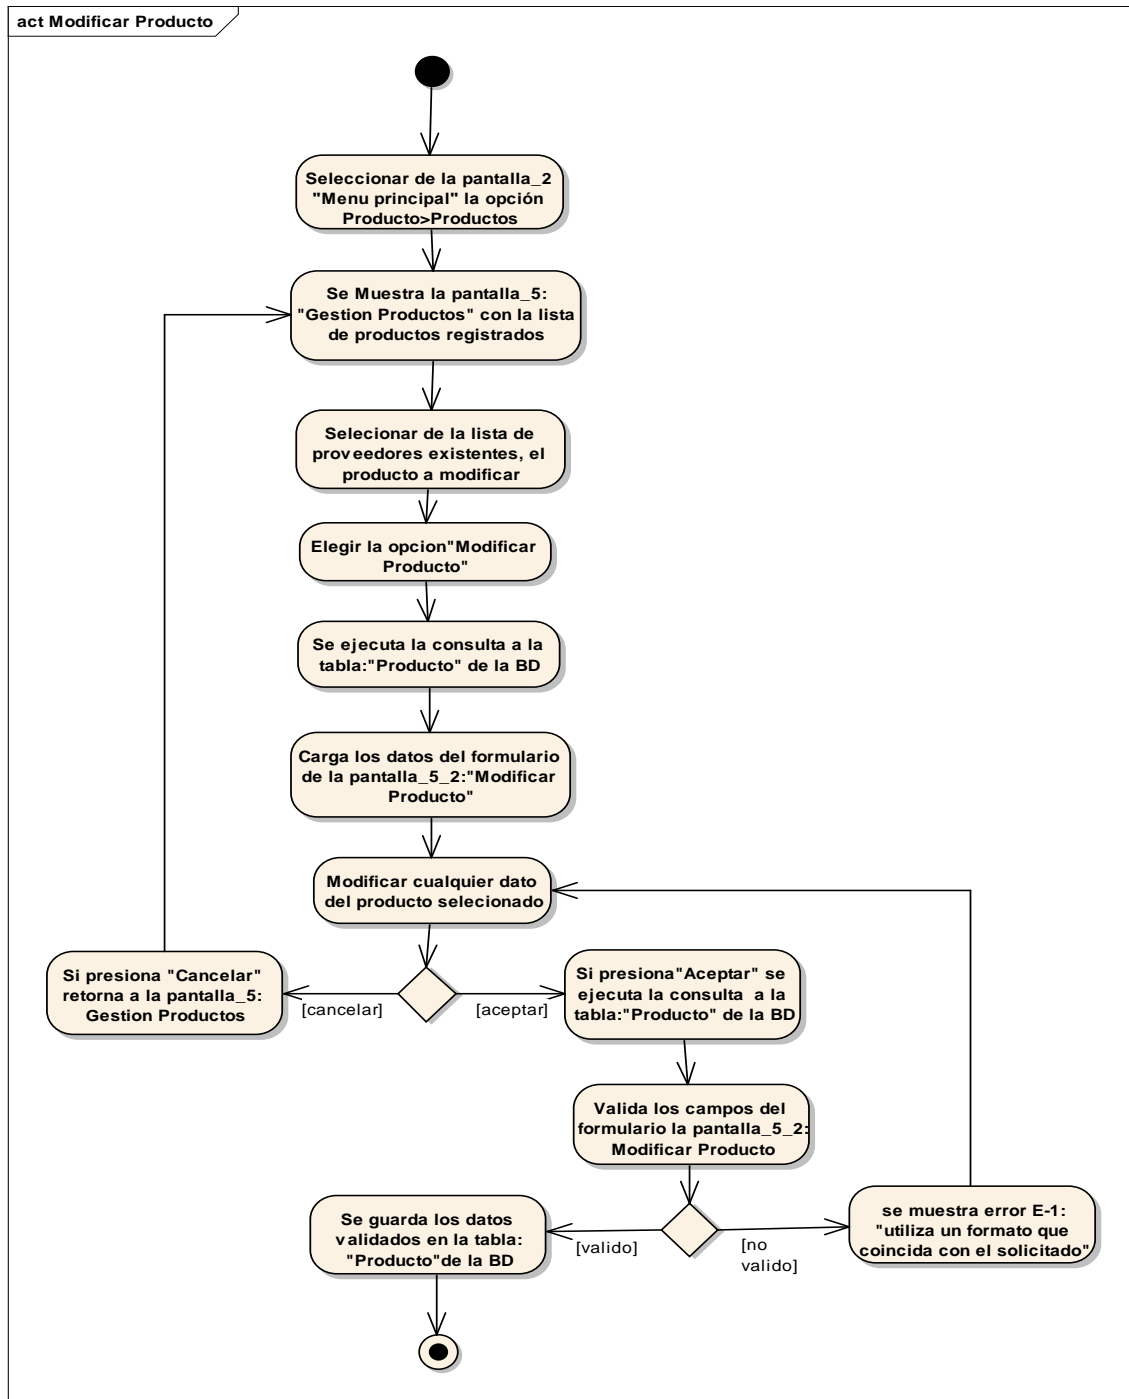 act Modificar Producto
Seleccionar de la pantalla_2
"Menu principal" la opción
Producto>Productos
Se Muestra la pantalla_5:
"Gestion Productos" con la lista
de productos registrados
Selecionar de la lista de
proveedores existentes, el
producto a modificar
Elegir la opcion"Modificar
Producto"
Se ejecuta la consulta a la
tabla:"Producto" de la BD
Carga los datos del formulario
de la pantalla_5_2:"Modificar
Producto"
Modificar cualquier dato
del producto selecionado
Si presiona "Cancelar"
retorna a la pantalla_5:
Gestion Productos
[cancelar]
[aceptar]
Si presiona"Aceptar" se
ejecuta la consulta a la
tabla:"Producto" de la BD
Valida los campos del
formulario la pantalla_5_2:
Modificar Producto
Se guarda los datos
validados en la tabla:
"Producto"de la BD
[valido]
[no
valido]
se muestra error E-1:
"utiliza un formato que
coincida con el solicitado"